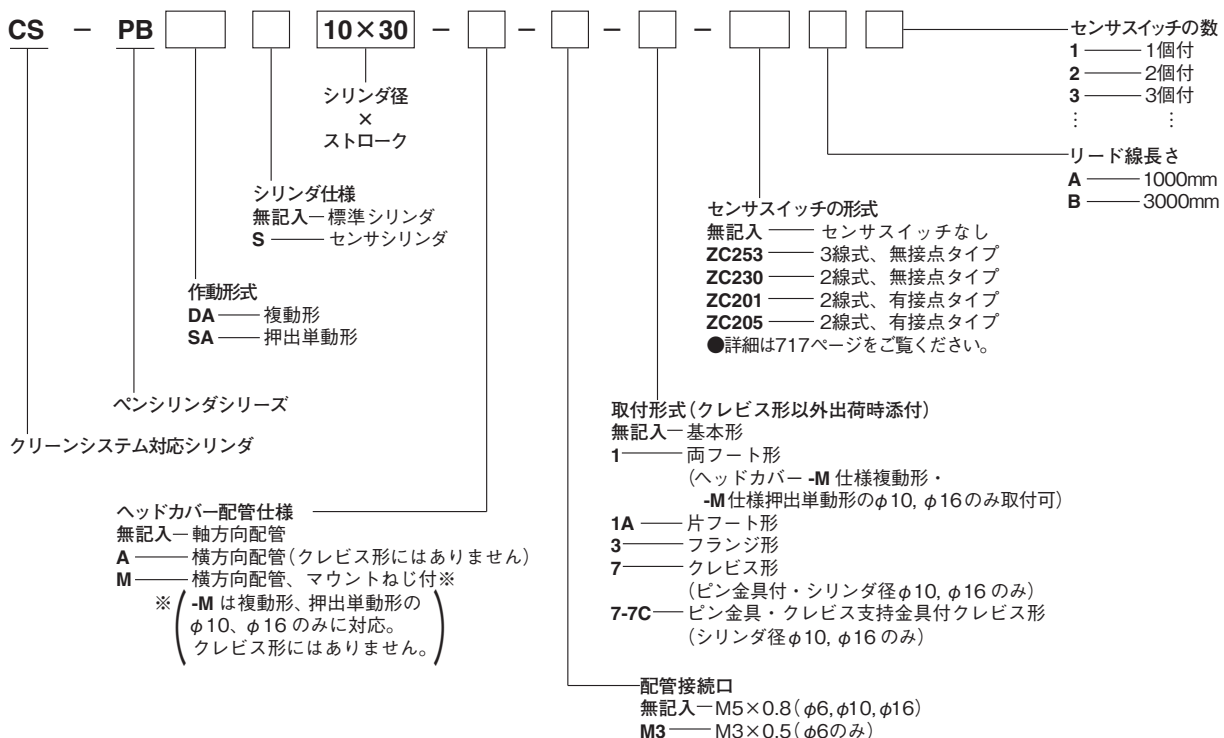 CS − PB 10×30 − − − −
シリンダ径
×
ストローク
センサスイッチの数
1 1個付
2 2個付
3 3個付
⋮ ⋮
リード線長さ
A 1000mm
B 3000mm
シリンダ仕様
無記入 標準シリンダ
S センサシリンダ
センサスイッチの形式
無記入 センサスイッチなし
ZC253 3線式、無接点タイプ
ZC230 2線式、無接点タイプ
ZC201 2線式、有接点タイプ
ZC205 2線式、有接点タイプ
●詳細は717ページをご覧ください。
作動形式
DA 複動形
SA 押出単動形
ペンシリンダシリーズ
クリーンシステム対応シリンダ
取付形式(クレビス形以外出荷時添付)
無記入 基本形
1 両フート形
(ヘッドカバー -M 仕様複動形・
-M仕様押出単動形のφ10, φ16のみ取付可)
1A 片フート形
3 フランジ形
7 クレビス形
(ピン金具付・シリンダ径φ10, φ16 のみ)
7-7C ピン金具・クレビス支持金具付クレビス形
(シリンダ径φ10, φ16 のみ)
ヘッドカバー配管仕様
無記入 軸方向配管
A 横方向配管(クレビス形にはありません)
M 横方向配管、マウントねじ付※
※(-M は複動形、押出単動形の
φ10、φ16 のみに対応。
クレビス形にはありません。)
配管接続口
無記入 M5×0.8(φ6,φ10,φ16)
M3 M3×0.5(φ6のみ)